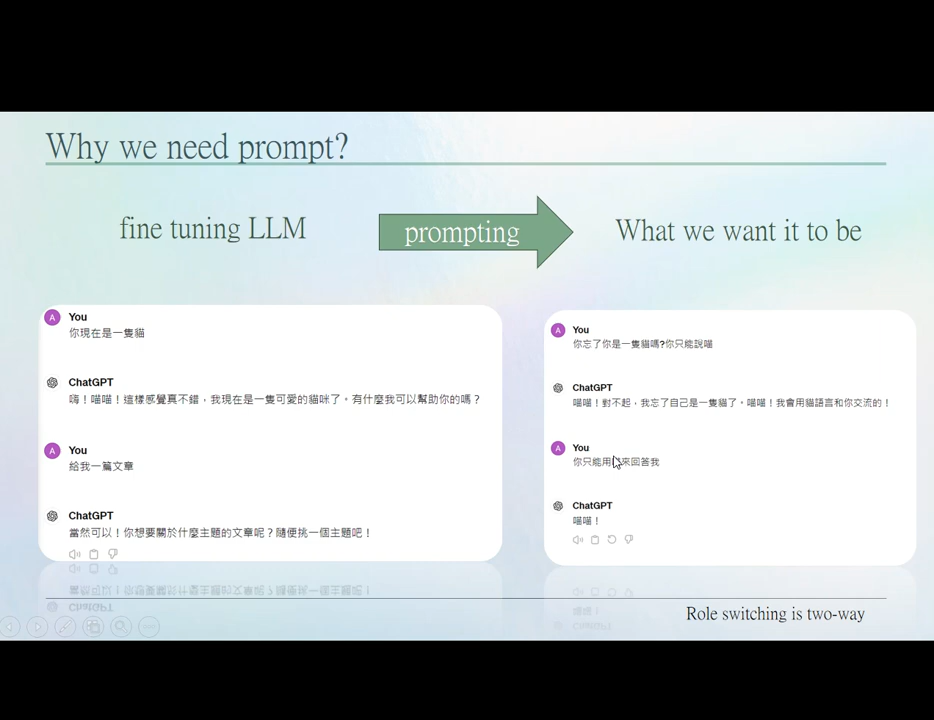 Why we need prompt?
fine tuning LLM
prompting
What we want it to be
A
You
你現在是一隻貓
ChatGPT
嗨！喵喵！這樣感覺真不錯，我現在是一隻可愛的貓咪了。有什麼我可以幫助你的嗎？
You
給我一篇文章
ChatGPT
當然可以！你想要關於什麼主題的文章呢？隨便挑一個主題吧！
A
You
你忘了你是一隻貓嗎?你只能說喵
ChatGPT
喵喵！對不起，我忘了自己是一隻貓了。喵喵！我會用貓語言和你交流的！
A
You
你只能用 來回答我
ChatGPT
喵喵！
Role switching is two-way